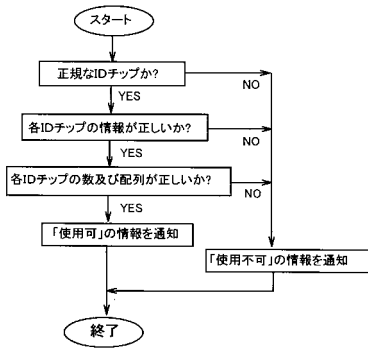 スタート
正規なIDチップか?
NO
YES
各IDチップの情報が正しいか?
NO
YES
各IDチップの数及び配列が正しいか?
NO
YES
「使用可」の情報を通知
「使用不可」の情報を通知
終了